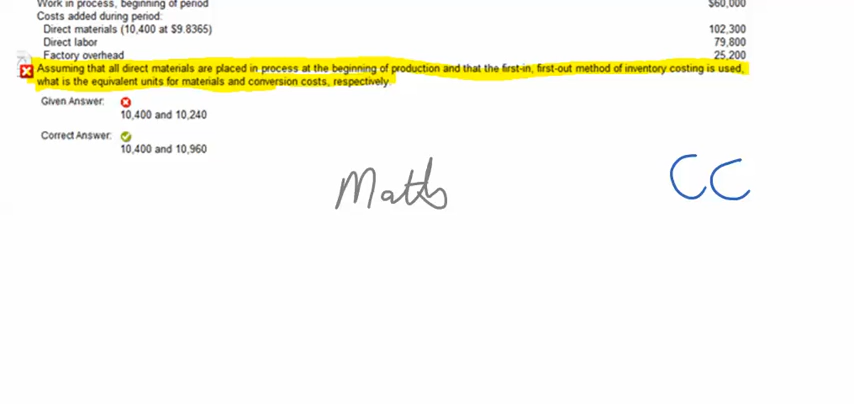 Work in process, beginning of period $60,000
Costs added during period:
Direct materials (10,400 at $9.8365) 102,300
Direct labor 79,800
Factory overhead 25,200
Assuming that all direct materials are placed in process at the beginning of production and that the first-in, first-out method of inventory costing is used,
what is the equivalent units for materials and conversion costs, respectively.
Given Answer:
10,400 and 10,240
Correct Answer:
10,400 and 10,960
CC